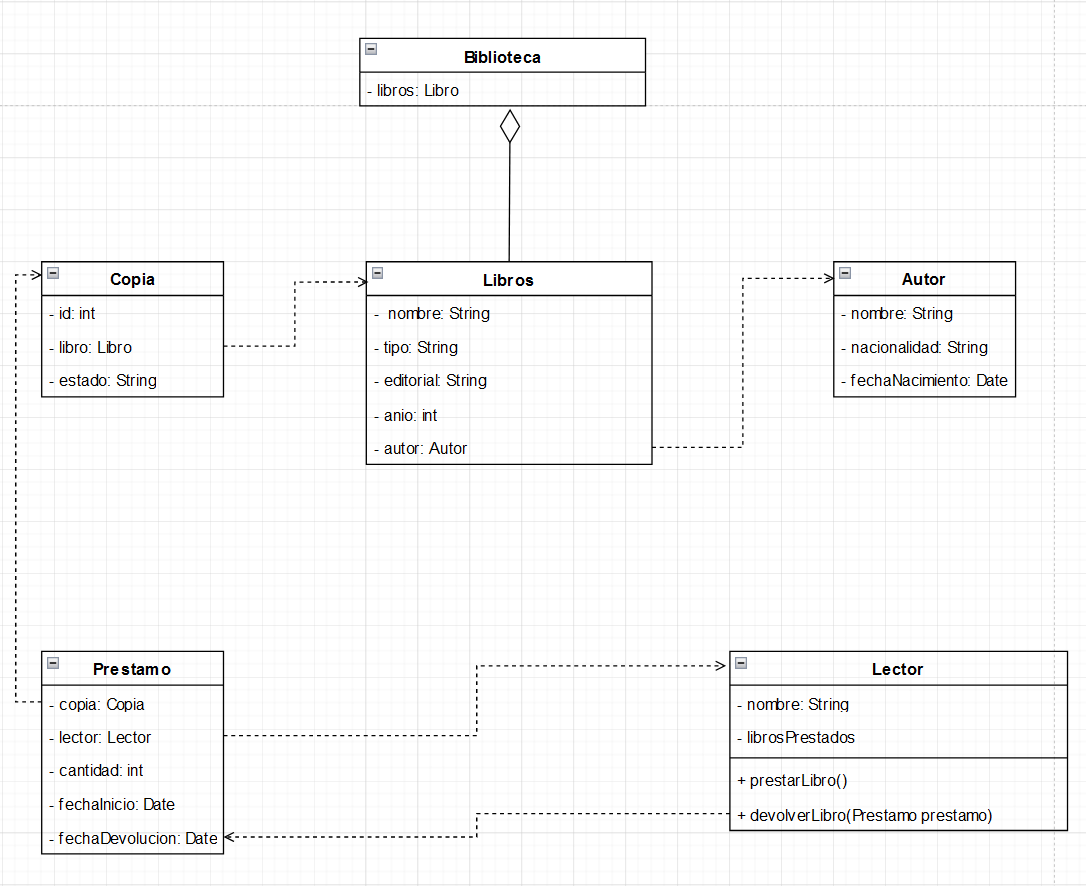 Biblioteca
- libros: Libro
Copia
- id: int
- libro: Libro
- estado: String
Libros
- nombre: String
- tipo: String
- editorial: String
- anio: int
- autor: Autor
Autor
- nombre: String
- nacionalidad: String
- fechaNacimiento: Date
Prestamo
- copia: Copia
- lector: Lector
- cantidad: int
- fechaInicio: Date
- fechaDevolucion: Date
Lector
- nombre: String
- librosPrestados
+ prestarLibro()
+ devolverLibro(Prestamo prestamo)